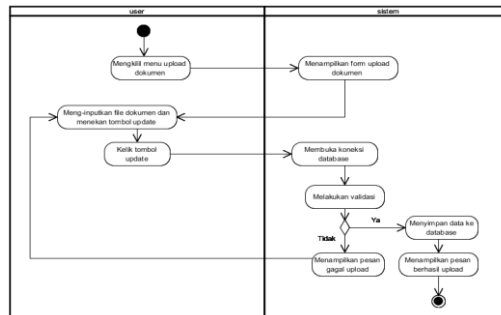 user
sistem
Mengklil menu upload
dokumen
Menampilkan form upload
dokumen
Meng-inputkan file dokumen dan
menekan tombol update
Kelik tombol
update
Membuka koneksi
database
Melakukan validasi
Ya
Menyimpan data ke
database
Tidak
Menampilkan pesan
gagal upload
Menampilkan pesan
berhasil upload